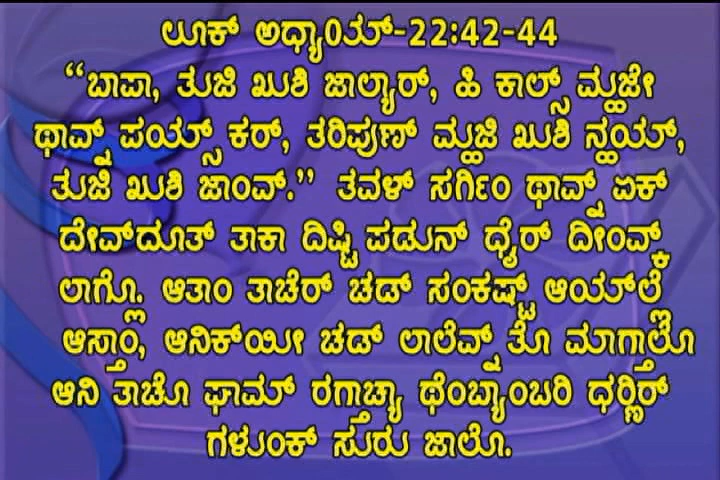 ಲೂಕ್ ಅಧ್ಯಾ0ಯ್-22:42-44
“ಬಾಪಾ, ತುಜಿ ಖುಶಿ ಜಾಲ್ಯಾರ್, ಹಿ ಕಾಲ್ಸ್ ಮ್ಹಜೇ
ಥಾವ್ನ್ ಪಯ್ಸ್ ಕರ್, ತರಿಪುಣ್ ಮ್ಹಜಿ ಖುಶಿ ನ್ಹಯ್,
ತುಜಿ ಖುಶಿ ಜಾಂವ್.” ತವಳ್ ಸರ್ಗಿಂ ಥಾವ್ನ್ ಏಕ್
ದೇವ್‌ದೂತ್ ತಾಕಾ ದಿಷ್ಟಿ ಪಡುನ್ ಧೈರ್ ದೀಂವ್ಕ್
ಲಾಗ್ಲೊ. ಆತಾಂ ತಾಚೆರ್ ಚಡ್ ಸಂಕಷ್ಟ್ ಆಯ್‌ಲ್ಲೆ
ಆಸ್ತಾಂ, ಆನಿಕ್‌ಯೀ ಚಡ್ ಲಾಲೆವ್ನ್ ತೊ ಮಾಗ್ತಾಲೊ
ಆನಿ ತಾಚೊ ಘಾಮ್ ರಗ್ತಾಚ್ಯಾ ಥೆಂಬ್ಯಾಂಬರಿ ಧರ್ಣಿರ್
ಗಳುಂಕ್ ಸುರು ಜಾಲೊ.